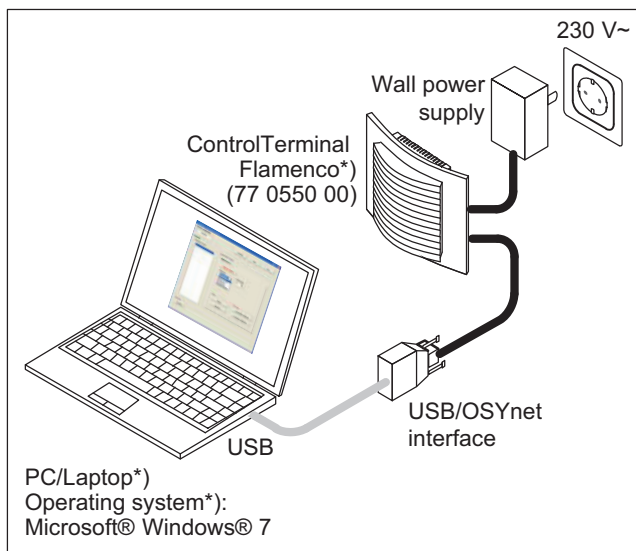 230 V~
Wall power
supply
ControlTerminal
Flamenco*)
(77 0550 00)
USB/OSYnet
interface
USB
PC/Laptop*)
Operating system*):
Microsoft® Windows® 7